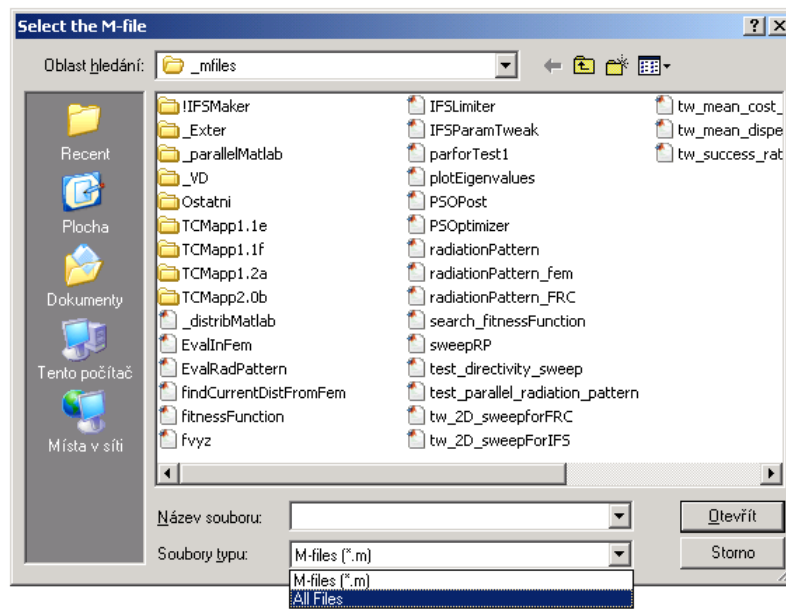 Select the M-file
Oblast hledání: _mfiles
Recent
Plocha
Dokumenty
Tento počítač
Místa v síti
!IFSMaker
_Exter
_parallelMatlab
_VD
Ostatni
TCMapp1.1e
TCMapp1.1f
TCMapp1.2a
TCMapp2.0b
_distribMatlab
EvalInFem
EvalRadPattern
findCurrentDistFromFem
fitnessFunction
fvyz
IFSLimiter
IFSParamTweak
parforTest1
plotEigenvalues
PSOPost
PSOptimizer
radiationPattern
radiationPattern_fem
radiationPattern_FRC
search_fitnessFunction
sweepRP
test_directivity_sweep
test_parallel_radiation_pattern
tw_2D_sweepforFRC
tw_2D_sweepForIFS
tw_mean_cost_
tw_mean_dispe
tw_success_rat
Název souboru:
Otevřít
Soubory typu: M-files (*.m)
Storno
M-files (*.m)
All Files